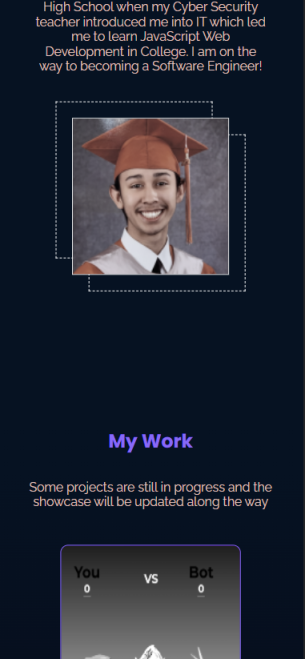 High School when my Cyber Security
teacher introduced me into IT which led
me to learn JavaScript Web
Development in College. I am on the
way to becoming a Software Engineer!
My Work
Some projects are still in progress and the
showcase will be updated along the way
You VS Bot
0 0